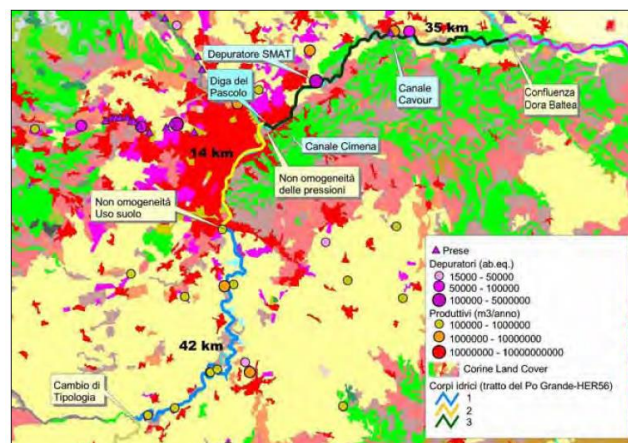 35 km
Depuratore SMAT
Diga del
Pascolo
Canale
Cavour
Confluenza
Dora Baltea
Canale Cimena
14 km
Non omogeneità
delle pressioni
Non omogeneità
Uso suolo
42 km
Cambio di
Tipologia
Prese
Depuratori (ab.eq.)
15000 - 50000
50000 - 100000
100000 - 5000000
Produttivi (m3/anno)
100000 - 1000000
1000000 - 10000000
10000000 - 10000000000
Corine Land Cover
Corpi idrici (tratto del Po Grande-HER56)
1
2
3